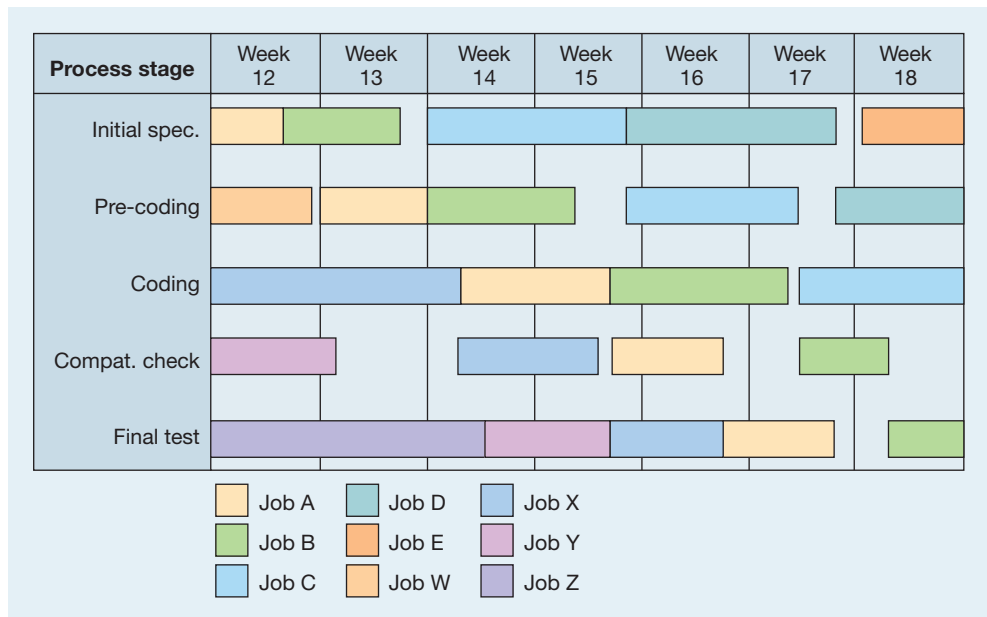 Process stage
Week 12
Week 13
Week 14
Week 15
Week 16
Week 17
Week 18
Initial spec.
Pre-coding
Coding
Compat. check
Final test
Job A
Job D
Job X
Job B
Job E
Job Y
Job C
Job W
Job Z